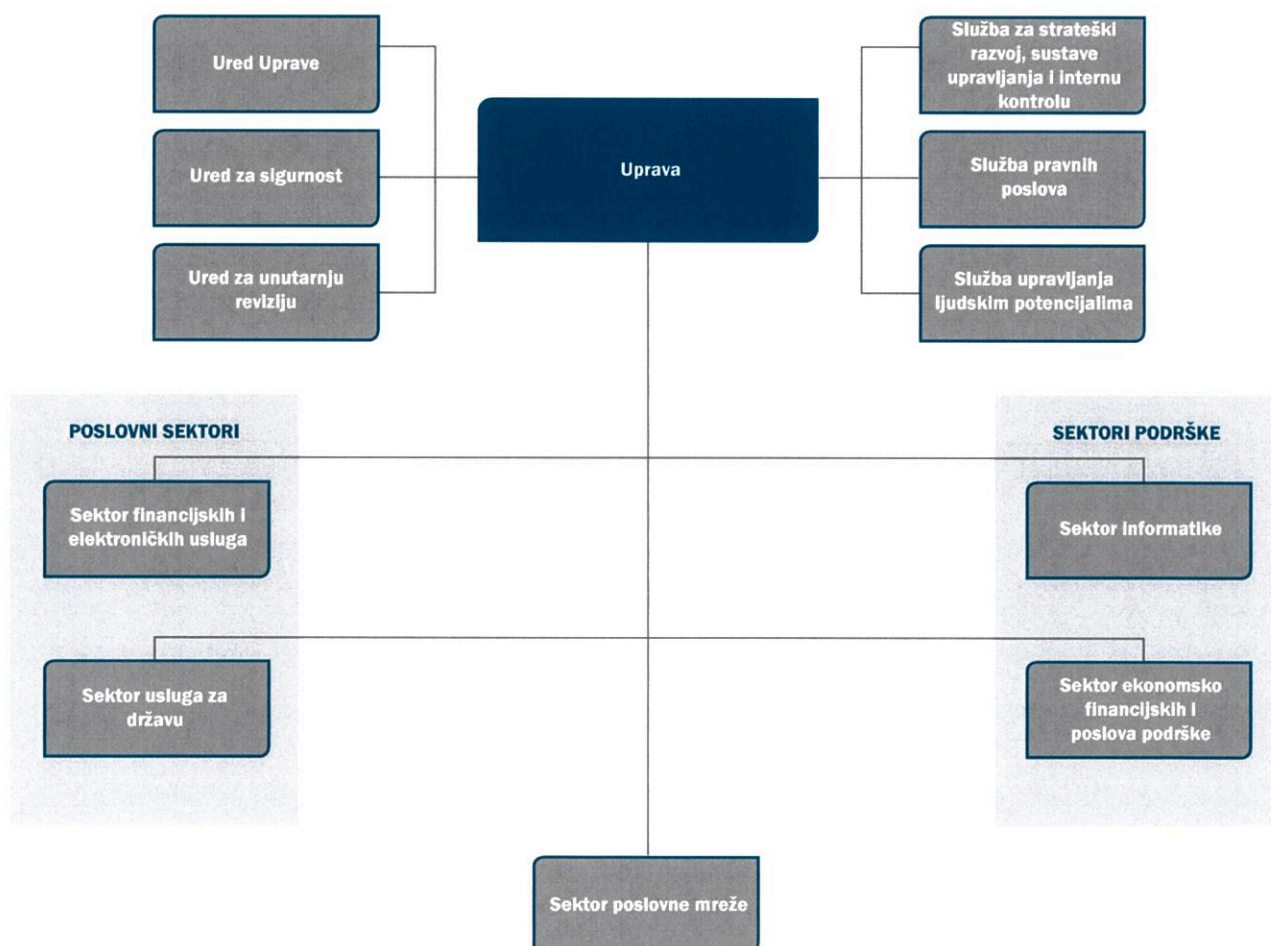 Ured Uprave
Ured za sigurnost
Ured za unutarnju
reviziju
Uprava
Služba za strateški
razvoj, sustave
upravljanja i internu
kontrolu
Služba pravnih
poslova
Služba upravljanja
ljudskim potencijalima
POSLOVNI SEKTORI
Sektor financijskih i
elektroničkih usluga
Sektor usluga za
državu
SEKTORI PODRŠKE
Sektor informatike
Sektor ekonomsko
financijskih i
poslova podrške
Sektor poslovne mreže